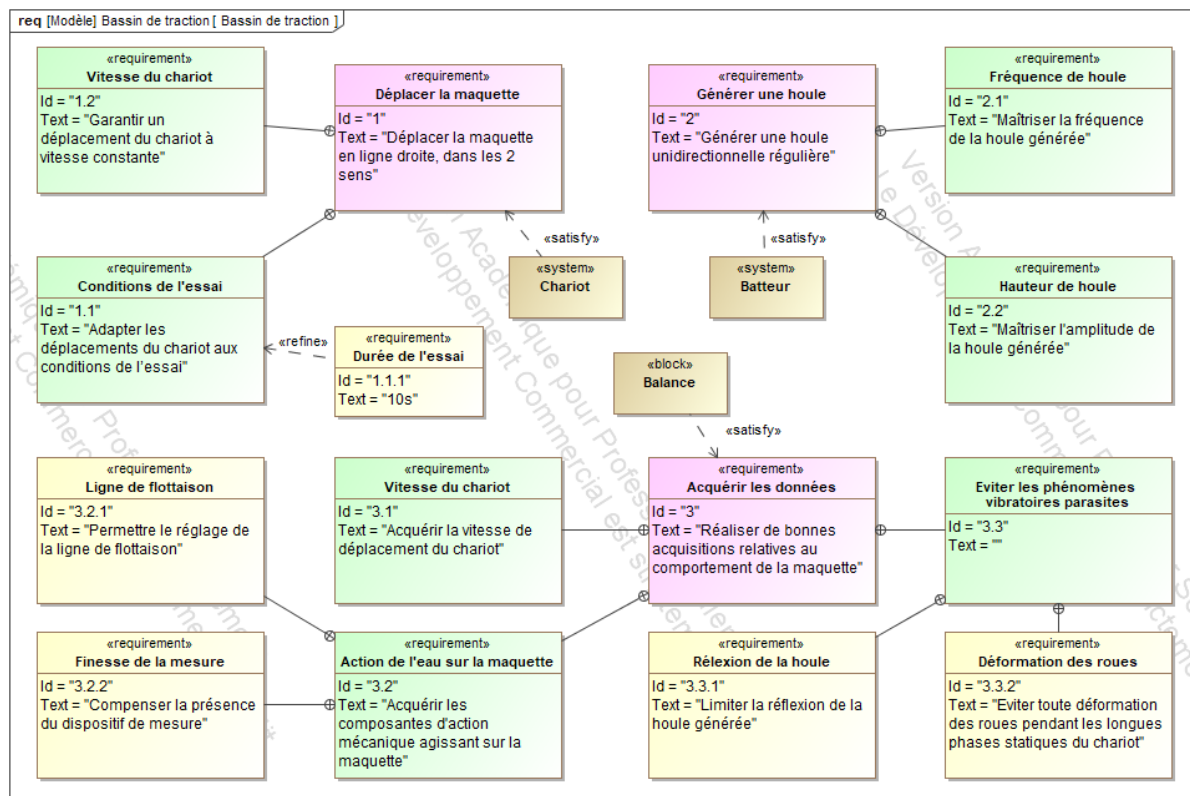 req [Modèle] Bassin de traction [ Bassin de traction ]
«requirement»
Vitesse du chariot
Id = "1.2"
Text = "Garantir un
déplacement du chariot à
vitesse constante"
«requirement»
Déplacer la maquette
Id = "1"
Text = "Déplacer la maquette
en ligne droite, dans les 2
sens"
«requirement»
Générer une houle
Id = "2"
Text = "Générer une houle
unidirectionnelle régulière"
«requirement»
Fréquence de houle
Id = "2.1"
Text = "Maîtriser la fréquence
de la houle générée"
«requirement»
Conditions de l'essai
Id = "1.1"
Text = "Adapter les
déplacements du chariot aux
conditions de l'essai"
«refine»
«requirement»
Durée de l'essai
Id = "1.1.1"
Text = "10s"
«satisfy»
«system»
Chariot
«satisfy»
«system»
Batteur
«requirement»
Hauteur de houle
Id = "2.2"
Text = "Maîtriser l'amplitude de
la houle générée"
«block»
Balance
«satisfy»
«requirement»
Ligne de flottaison
Id = "3.2.1"
Text = "Permettre le réglage de
la ligne de flottaison"
«requirement»
Vitesse du chariot
Id = "3.1"
Text = "Acquérir la vitesse de
déplacement du chariot"
«requirement»
Acquérir les données
Id = "3"
Text = "Réaliser de bonnes
acquisitions relatives au
comportement de la maquette"
«requirement»
Eviter les phénomènes
vibratoires parasites
Id = "3.3"
Text = ""
«requirement»
Finesse de la mesure
Id = "3.2.2"
Text = "Compenser la présence
du dispositif de mesure"
«requirement»
Action de l'eau sur la maquette
Id = "3.2"
Text = "Acquérir les
composantes d'action
mécanique agissant sur la
maquette"
«requirement»
Rélexion de la houle
Id = "3.3.1"
Text = "Limiter la réflexion de la
houle générée"
«requirement»
Déformation des roues
Id = "3.3.2"
Text = "Eviter toute déformation
des roues pendant les longues
phases statiques du chariot"